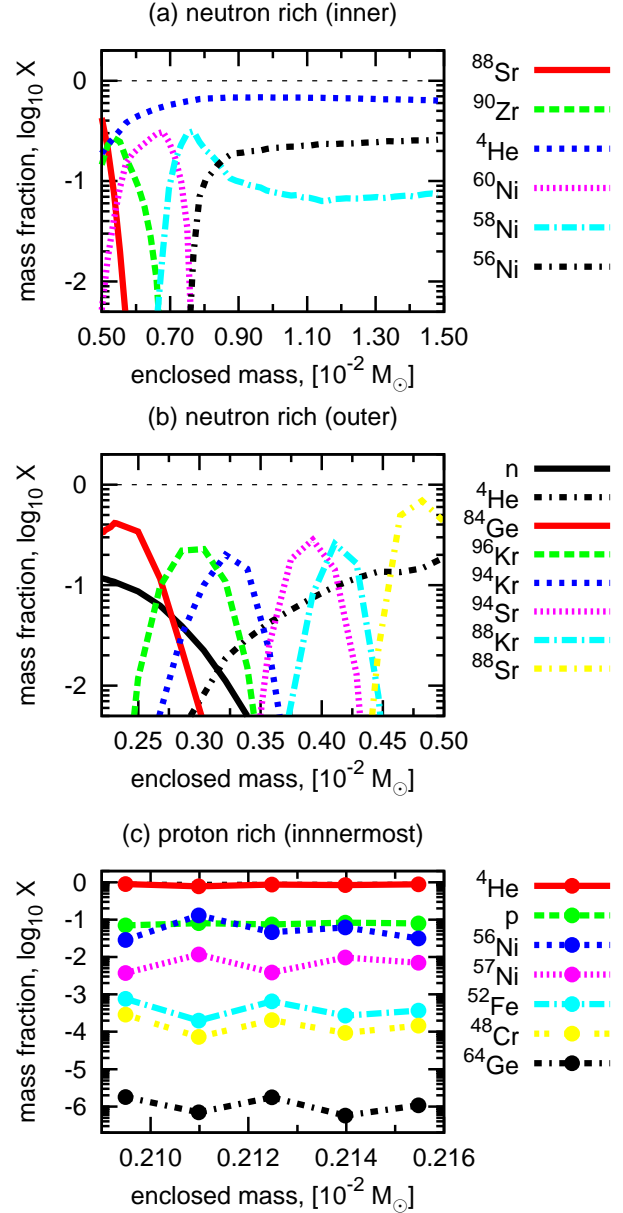 (a) neutron rich (inner)
mass fraction, log10 X
0
-1
-2
0.50 0.70 0.90 1.10 1.30 1.50
enclosed mass, [10-2 M☉]
88Sr
90Zr
4He
60Ni
58Ni
56Ni
(b) neutron rich (outer)
mass fraction, log10 X
0
-1
-2
0.25 0.30 0.35 0.40 0.45 0.50
enclosed mass, [10-2 M☉]
n
4He
84Ge
96Kr
94Kr
94Sr
88Kr
88Sr
(c) proton rich (innnermost)
mass fraction, log10 X
0
-1
-2
-3
-4
-5
-6
0.210 0.212 0.214 0.216
enclosed mass, [10-2 M☉]
4He
p
56Ni
57Ni
52Fe
48Cr
64Ge